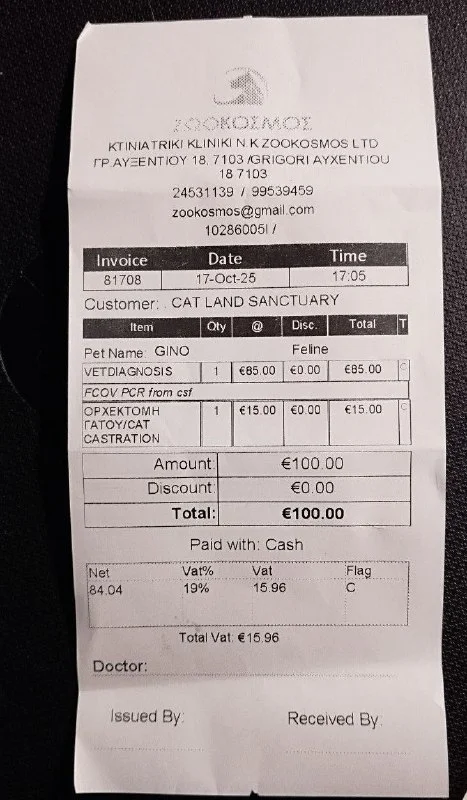 ΖΟΟΚΟΣΜΟΣ
KTINIATRIKI KLINIKI N.K ZOOKOSMOS LTD
ΓΡ.ΑΥΞΕΝΤΙΟΥ 18, 7103 /GRIGORI AYXENTIOU
18 7103
24531139 / 99539459
zookosmos@gmail.com
10286005I /
Invoice Date Time
81708 17-Oct-25 17:05
Customer: . CAT LAND SANCTUARY
Item Qty @ Disc. Total T
Pet Name: GINO Feline
VETDIAGNOSIS 1 €85.00 €0.00 €85.00 C
FCOV PCR from csf
ΟΡΧΕΚΤΟΜΗ 1 €15.00 €0.00 €15.00 C
ΓΑΤΟΥ/CAT
CASTRATION
Amount: €100.00
Discount: €0.00
Total: €100.00
Paid with: Cash
Net Vat% Vat Flag
84.04 19% 15.96 C
Total Vat: €15.96
Doctor:
Issued By: Received By: